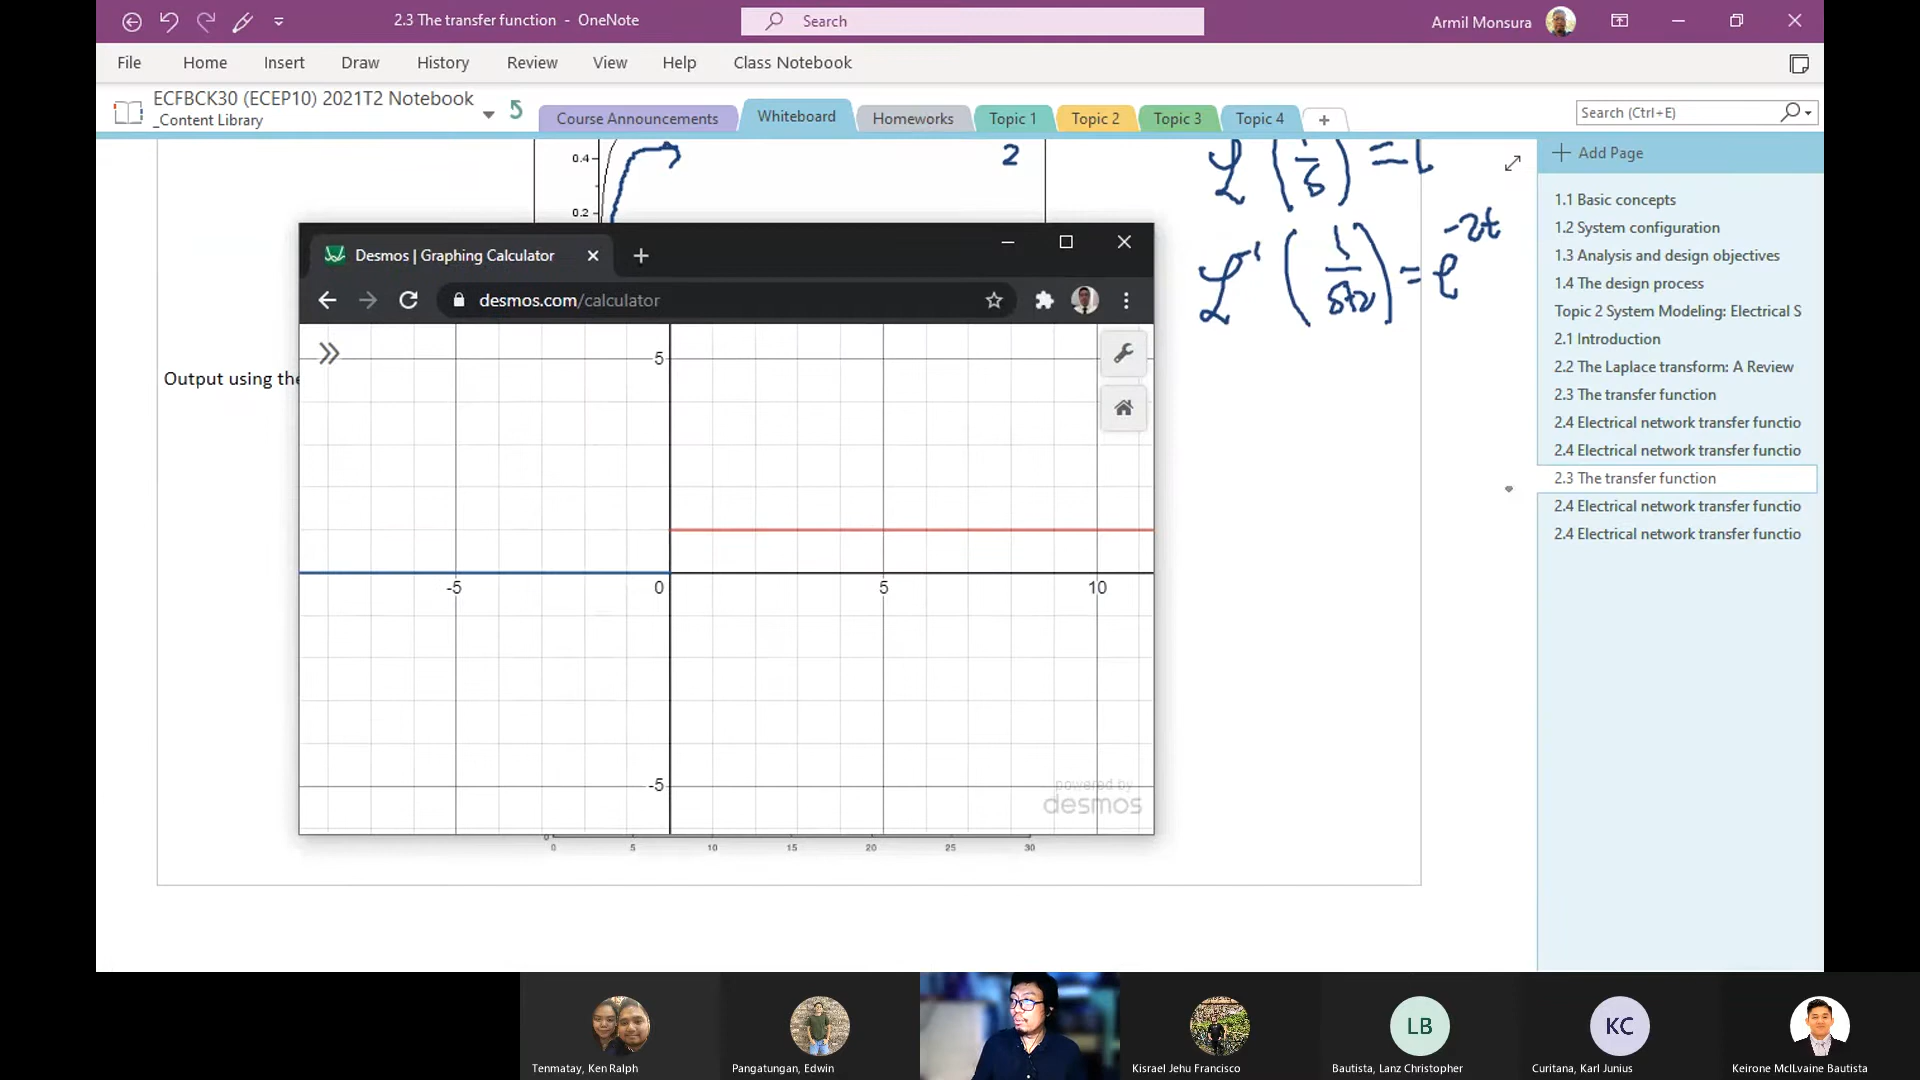 2.3 The transfer function - OneNote
Search
Armil Monsura
File Home Insert Draw History Review View Help Class Notebook
ECFBCK30 (ECEP10) 2021T2 Notebook
_Content Library
Course Announcements Whiteboard Homeworks Topic 1 Topic 2 Topic 3 Topic 4 +
Search (Ctrl+E)
Add Page
1.1 Basic concepts
1.2 System configuration
1.3 Analysis and design objectives
1.4 The design process
Topic 2 System Modeling: Electrical S
2.1 Introduction
2.2 The Laplace transform: A Review
2.3 The transfer function
2.4 Electrical network transfer functio
2.4 Electrical network transfer functio
2.3 The transfer function
2.4 Electrical network transfer functio
2.4 Electrical network transfer functio
0.4
2
0.2
ℒ⁻¹ (1/(s+2)) = e^-2t
Output using the
Desmos | Graphing Calculator
desmos.com/calculator
5
-5 0 5 10
-5
powered by
desmos
0 5 10 15 20 25 30
Tenmatay, Ken Ralph
Pangatungan, Edwin
Kisrael Jehu Francisco
LB
Bautista, Lanz Christopher
KC
Curitana, Karl Junius
Keirone McIlvaine Bautista